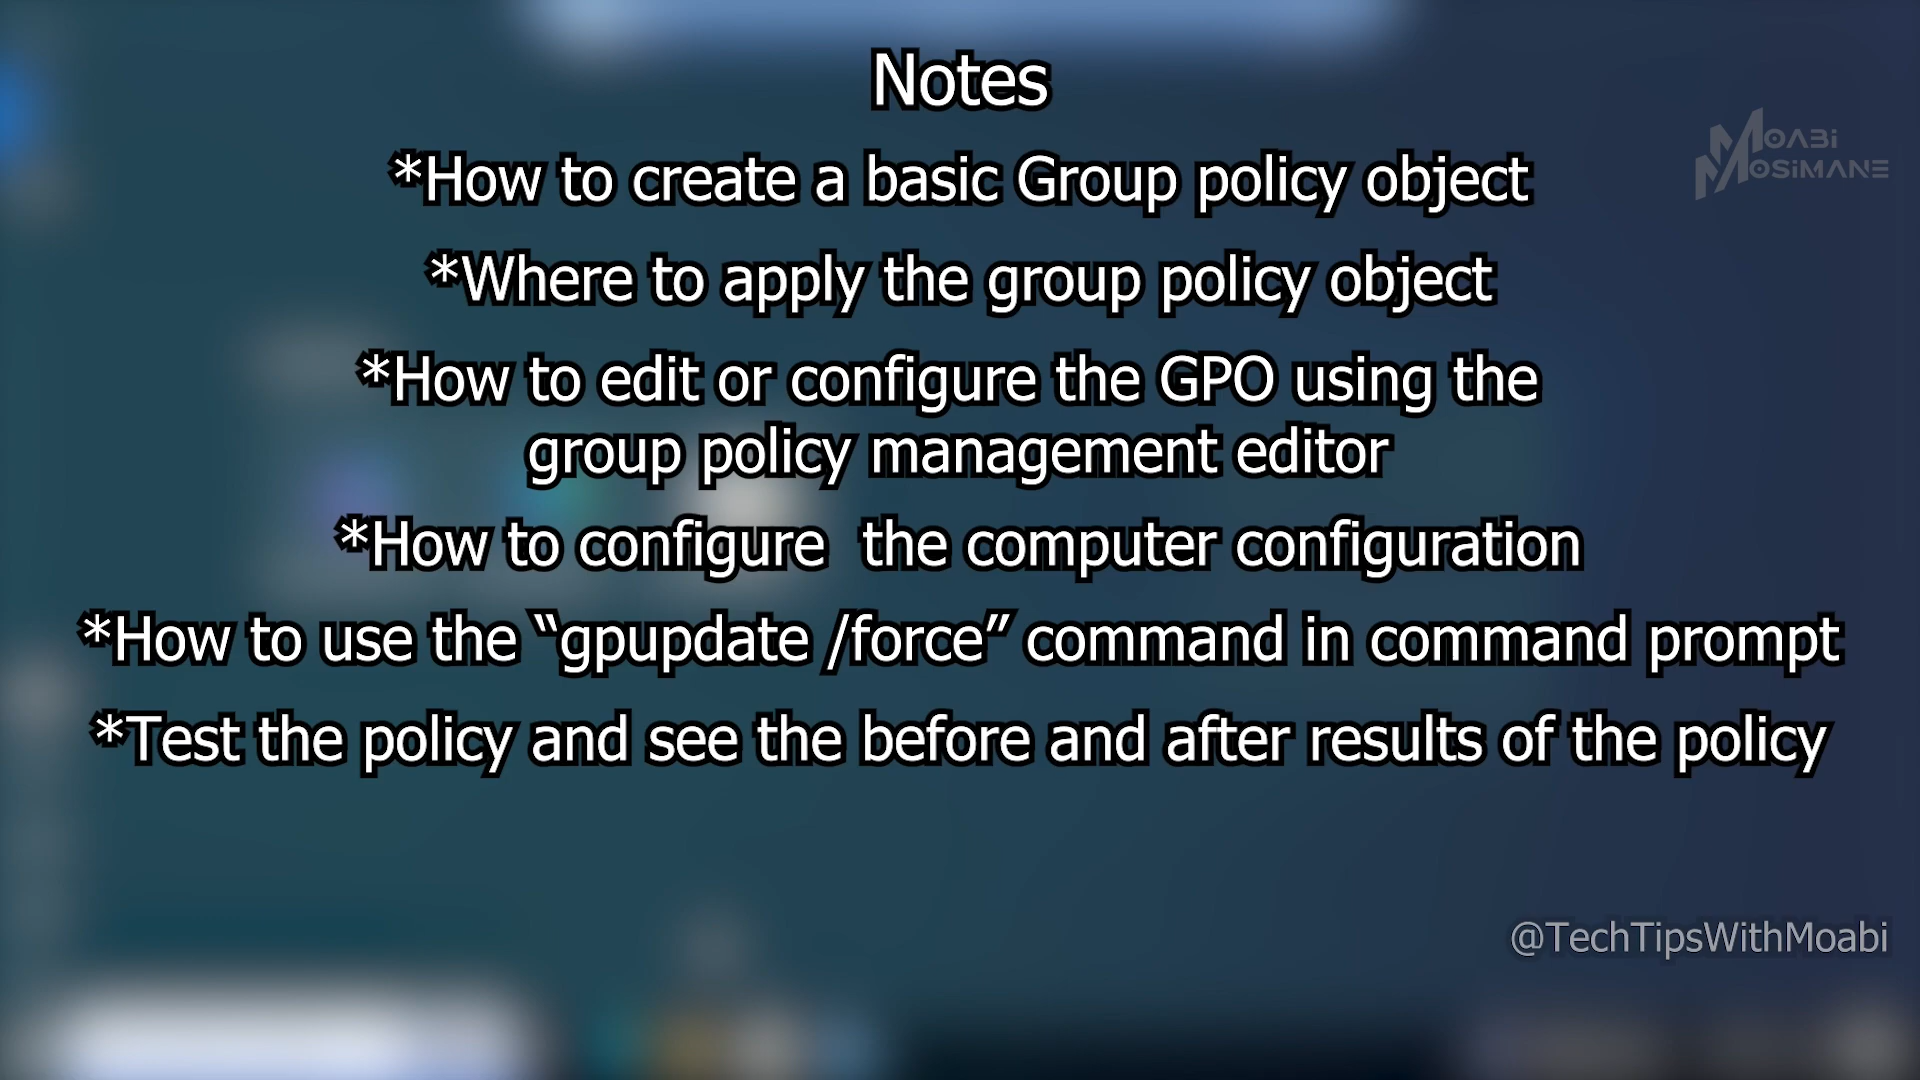 Notes
MOABI
MOSIMANE
*How to create a basic Group policy object
*Where to apply the group policy object
*How to edit or configure the GPO using the
group policy management editor
*How to configure  the computer configuration
*How to use the “gpupdate /force” command in command prompt
*Test the policy and see the before and after results of the policy
@TechTipsWithMoabi